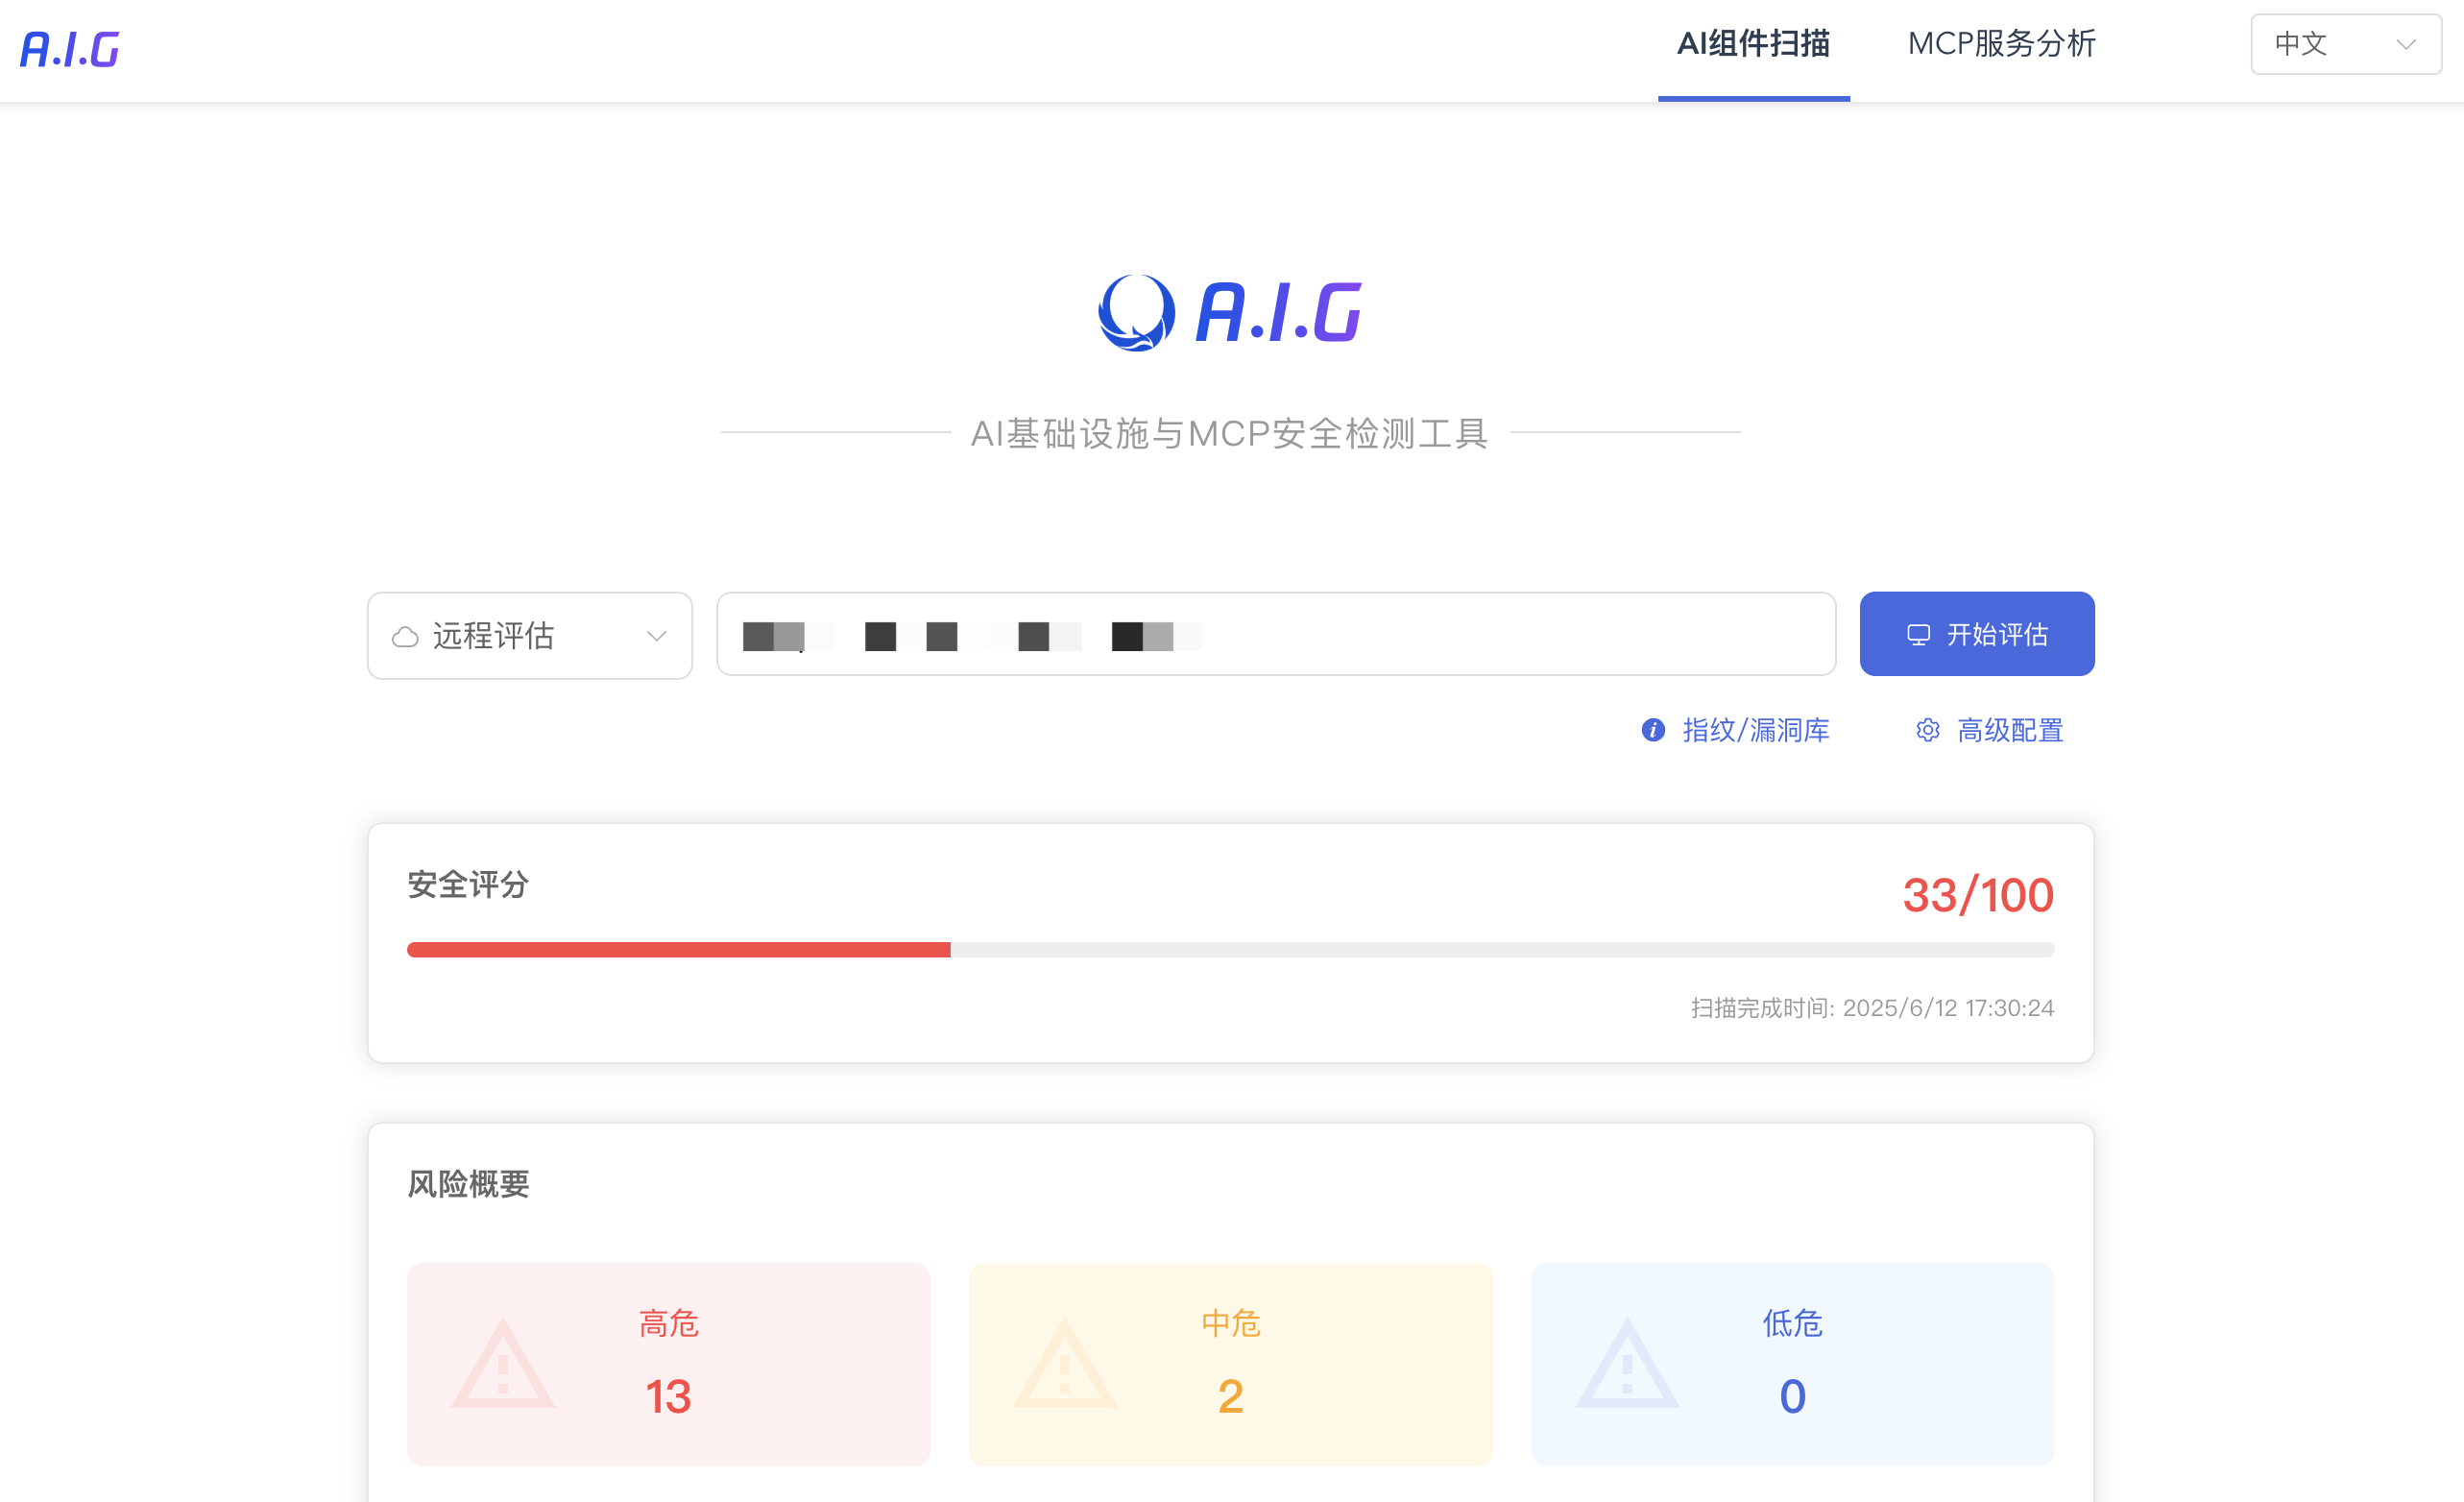 A.I.G
AI组件扫描
MCP服务分析
中文
A.I.G
AI基础设施与MCP安全检测工具
远程评估
开始评估
指纹/漏洞库
高级配置
安全评分
33/100
扫描完成时间: 2025/6/12 17:30:24
风险概要
高危
中危
低危
13
2
0